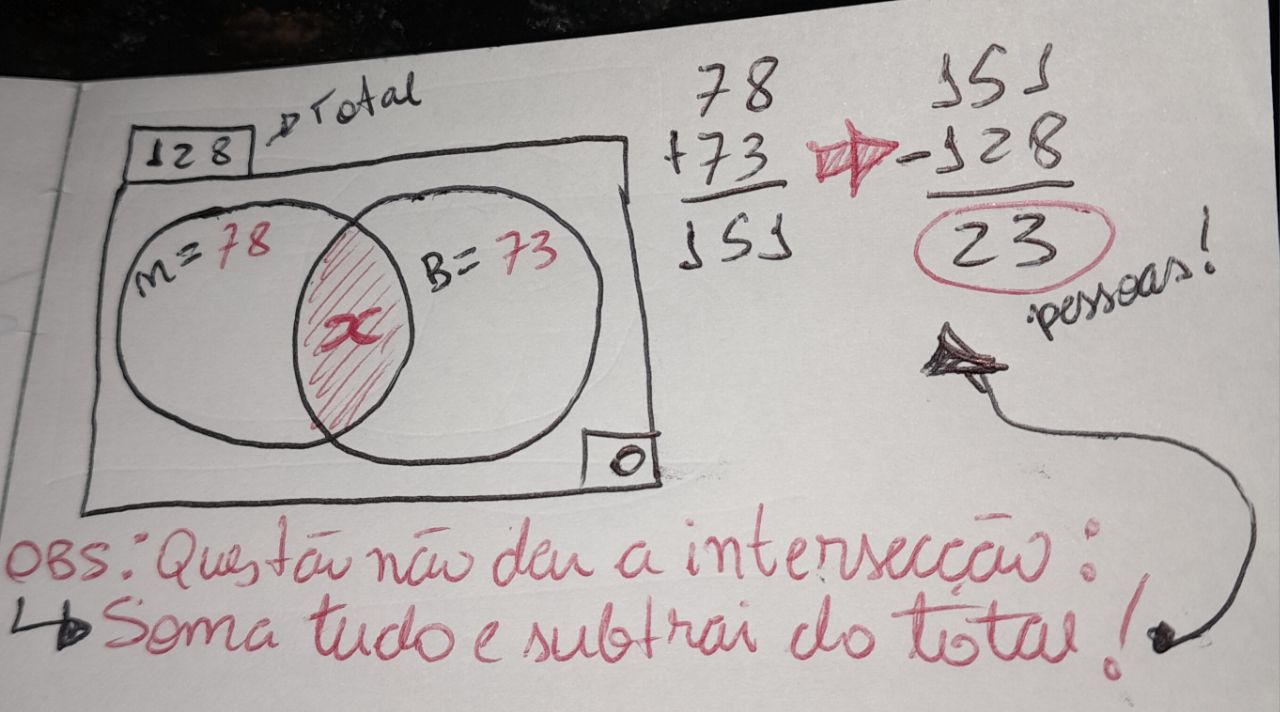 128 → Total
M = 78
B = 73
x
0
78
+73
151
151
-128
23
pessoas!
OBS: Questão não deu a intersecção:
↳ Soma tudo e subtrai do total!